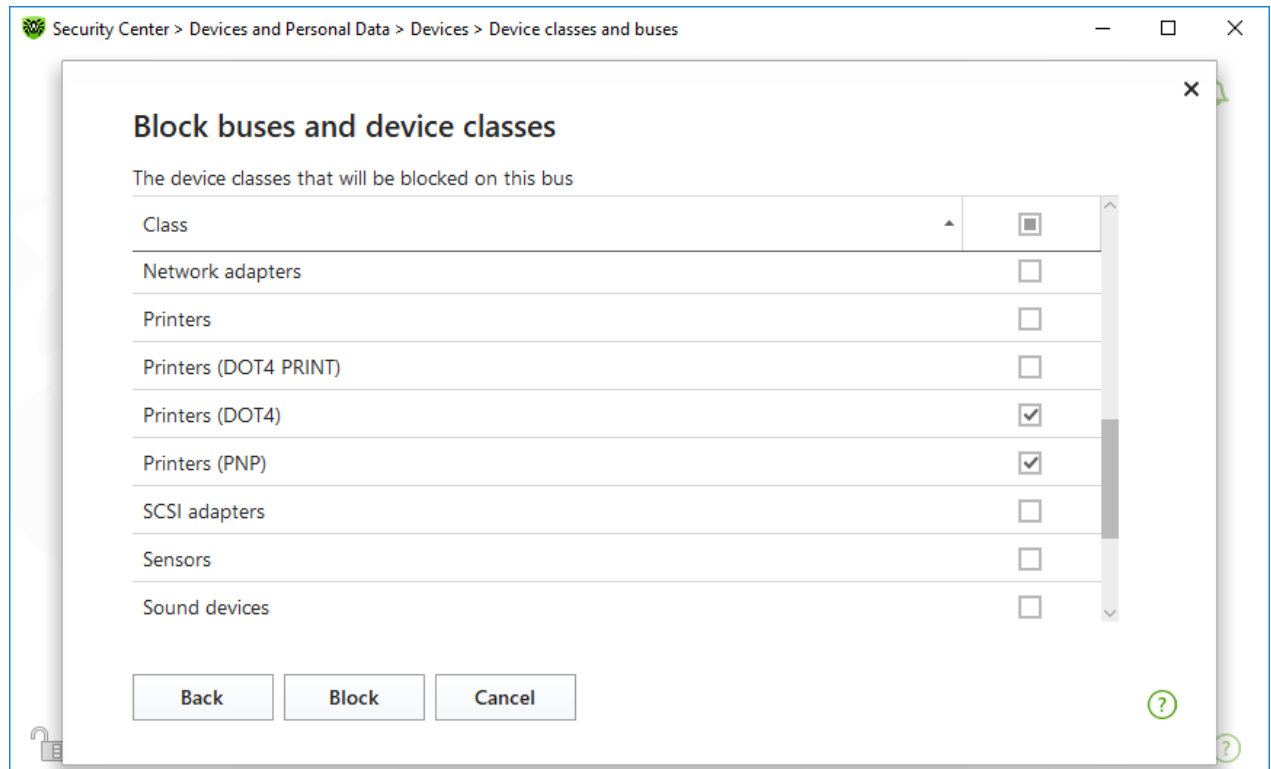 Security Center > Devices and Personal Data > Devices > Device classes and buses
Block buses and device classes
The device classes that will be blocked on this bus
Class
Network adapters
Printers
Printers (DOT4 PRINT)
Printers (DOT4)
Printers (PNP)
SCSI adapters
Sensors
Sound devices
Back Block Cancel
?
?